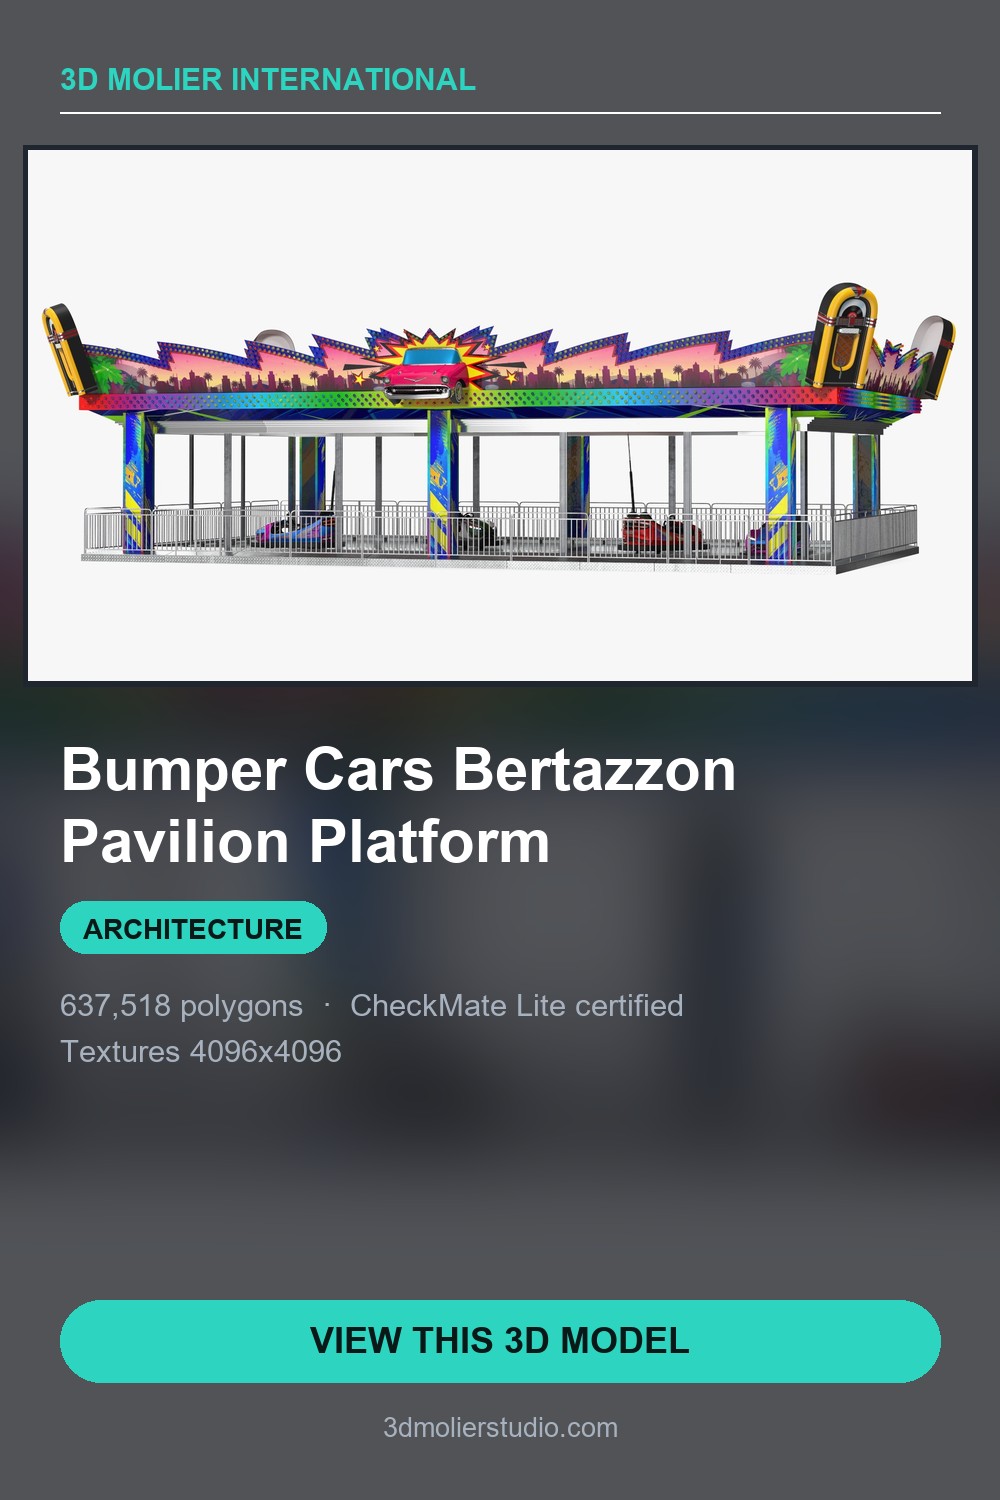 3D MOLIER INTERNATIONAL
Bumper Cars Bertazzon
Pavilion Platform
ARCHITECTURE
637,518 polygons · CheckMate Lite certified
Textures 4096x4096
VIEW THIS 3D MODEL
3dmolierstudio.com